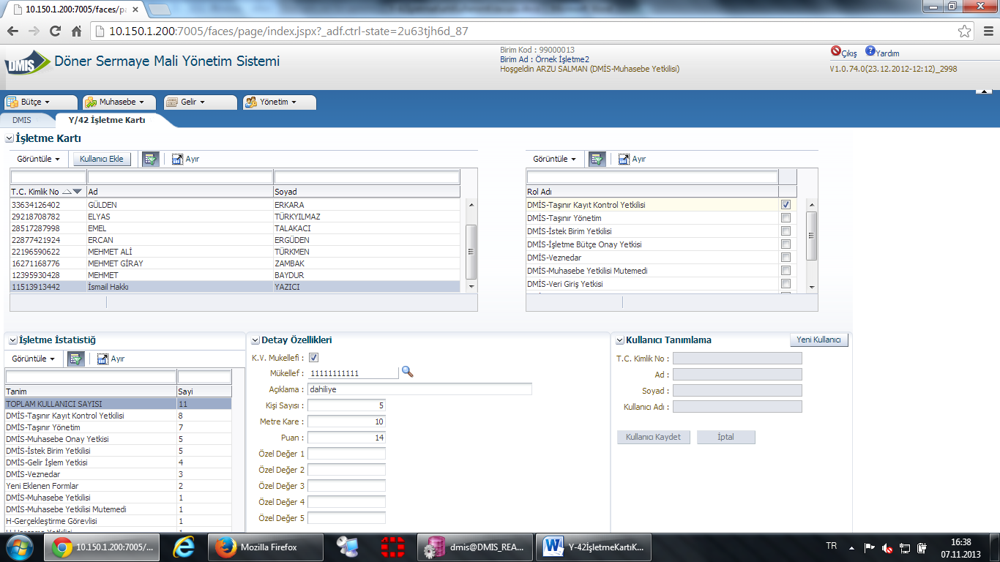 10.150.1.200:7005/faces/pa
10.150.1.200:7005/faces/page/index.jspx?_adf.ctrl-state=2u63tjh6d_87
DMIS Döner Sermaye Mali Yönetim Sistemi
Birim Kod : 99000013
Birim Ad : Örnek İşletme2
Hoşgeldin ARZU SALMAN (DMİS-Muhasebe Yetkilisi)
Çıkış Yardım
V1.0.74.0(23.12.2012-12:12)_2998
Bütçe Muhasebe Gelir Yönetim
DMIS Y/42 İşletme Kartı
İşletme Kartı
Görüntüle Kullanıcı Ekle Ayır
T.C. Kimlik No Ad Soyad
33634126402 GÜLDEN ERKARA
29218708782 ELYAS TÜRKYILMAZ
28517287998 EMEL TALAKACI
22877421924 ERCAN ERGÜDEN
22196590622 MEHMET ALİ TÜRKMEN
16271168776 MEHMET GİRAY ZAMBAK
12395930428 MEHMET BAYDUR
11513913442 İsmail Hakkı YAZICI
Görüntüle Ayır
Rol Adı
DMİS-Taşınır Kayıt Kontrol Yetkilisi
DMİS-Taşınır Yönetim
DMİS-İstek Birim Yetkilisi
DMİS-İşletme Bütçe Onay Yetkisi
DMİS-Veznedar
DMİS-Muhasebe Yetkilisi Mutemedi
DMİS-Veri Giriş Yetkisi
İşletme İstatistiğ
Görüntüle Ayır
Tanim Sayi
TOPLAM KULLANICI SAYISI 11
DMİS-Taşınır Kayıt Kontrol Yetkilisi 8
DMİS-Taşınır Yönetim 7
DMİS-Muhasebe Onay Yetkisi 5
DMİS-İstek Birim Yetkilisi 5
DMİS-Gelir İşlem Yetkisi 4
DMİS-Veznedar 3
Yeni Eklenen Formlar 2
DMİS-Muhasebe Yetkilisi 1
DMİS-Muhasebe Yetkilisi Mutemedi 1
H-Gerçekleştirme Görevlisi 1
Detay Özellikleri
K.V. Mukellefi :
Mükellef : 11111111111
Açıklama : dahiliye
Kişi Sayısı : 5
Metre Kare : 10
Puan : 14
Özel Değer 1
Özel Değer 2
Özel Değer 3
Özel Değer 4
Özel Değer 5
Kullanıcı Tanımlama Yeni Kullanıcı
T.C. Kimlik No :
Ad :
Soyad :
Kullanıcı Adı :
Kullanıcı Kaydet İptal
10.150.1.200:7005/... Mozilla Firefox dmis@DMIS_REA... Y-42İşletmeKartıK... TR 16:38
07.11.2013